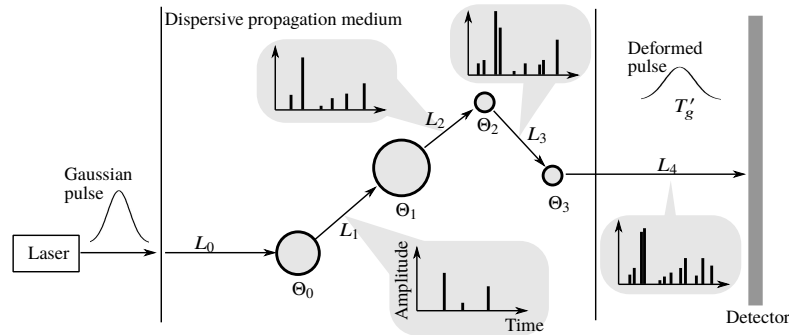 Dispersive propagation medium
Deformed
pulse
T′g
Gaussian
pulse
Laser
L0
Θ0
L1
Θ1
L2
Θ2
L3
Θ3
L4
Amplitude
Time
Detector